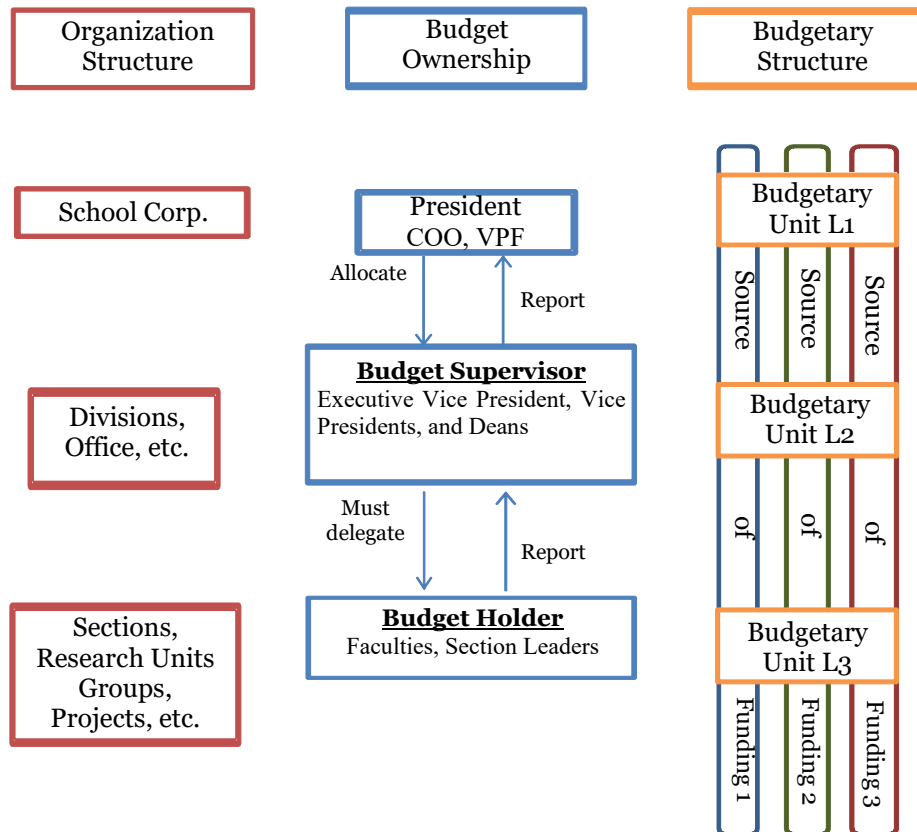 Organization
Structure
Budget
Ownership
Budgetary
Structure
School Corp.
President
COO, VPF
Budgetary
Unit L1
Allocate
Report
Budget Supervisor
Executive Vice President, Vice
Presidents, and Deans
Divisions,
Office, etc.
Budgetary
Unit L2
Must
delegate
Report
Budget Holder
Faculties, Section Leaders
Sections,
Research Units
Groups,
Projects, etc.
Budgetary
Unit L3
Source of Funding 1
Source of Funding 2
Source of Funding 3